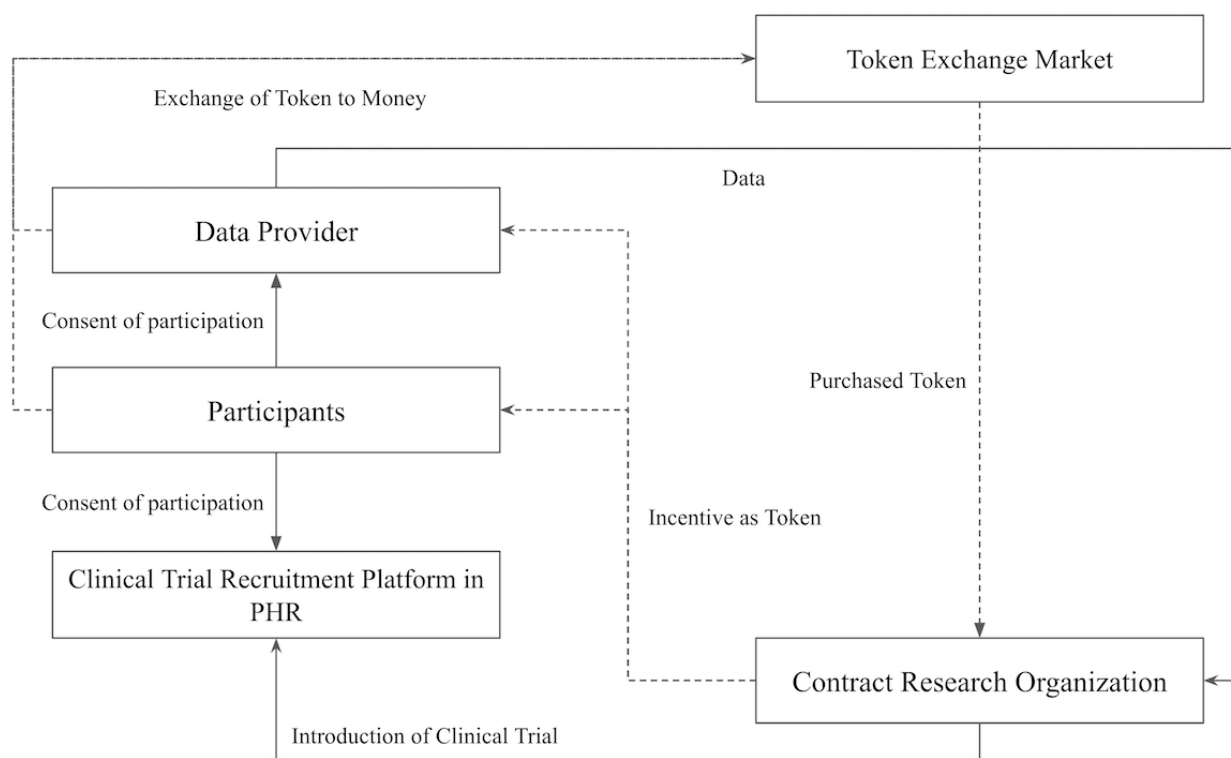 Token Exchange Market
Exchange of Token to Money
Data
Data Provider
Consent of participation
Purchased Token
Participants
Consent of participation
Incentive as Token
Clinical Trial Recruitment Platform in
PHR
Contract Research Organization
Introduction of Clinical Trial